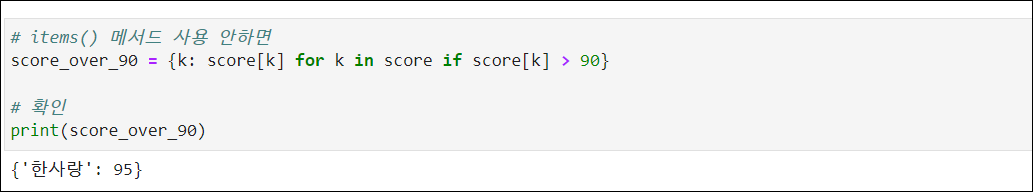 # items() 메서드 사용 안하면
score_over_90 = {k: score[k] for k in score if score[k] > 90}
# 확인
print(score_over_90)
{'한사랑': 95}